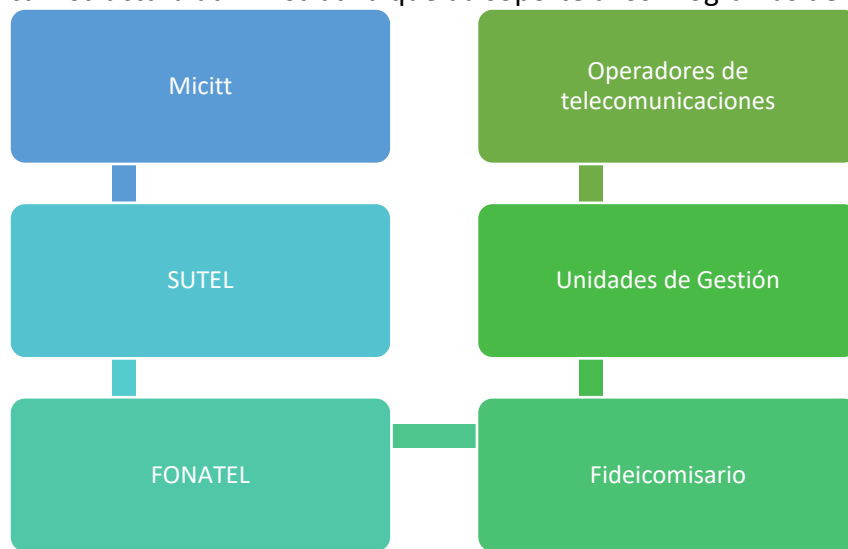 Micitt
Operadores de
telecomunicaciones
SUTEL
Unidades de Gestión
FONATEL
Fideicomisario